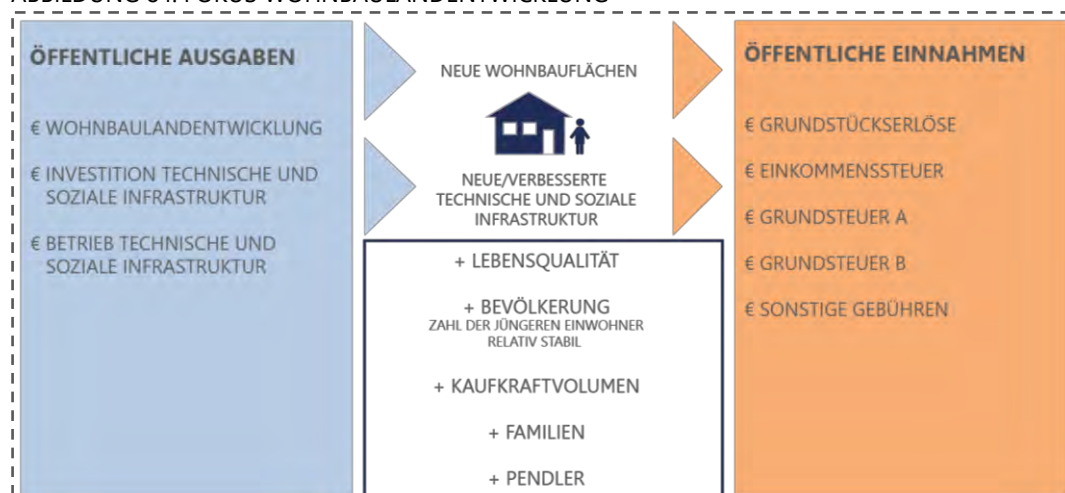 ÖFFENTLICHE AUSGABEN
€ WOHNBAULANDENTWICKLUNG
€ INVESTITION TECHNISCHE UND
SOZIALE INFRASTRUKTUR
€ BETRIEB TECHNISCHE UND
SOZIALE INFRASTRUKTUR
NEUE WOHNBAUFLÄCHEN
NEUE/VERBESSERTE
TECHNISCHE UND SOZIALE
INFRASTRUKTUR
+ LEBENSQUALITÄT
+ BEVÖLKERUNG
ZAHL DER JÜNGEREN EINWOHNER
RELATIV STABIL
+ KAUFKRAFTVOLUMEN
+ FAMILIEN
+ PENDLER
ÖFFENTLICHE EINNAHMEN
€ GRUNDSTÜCKSERLÖSE
€ EINKOMMENSSTEUER
€ GRUNDSTEUER A
€ GRUNDSTEUER B
€ SONSTIGE GEBÜHREN